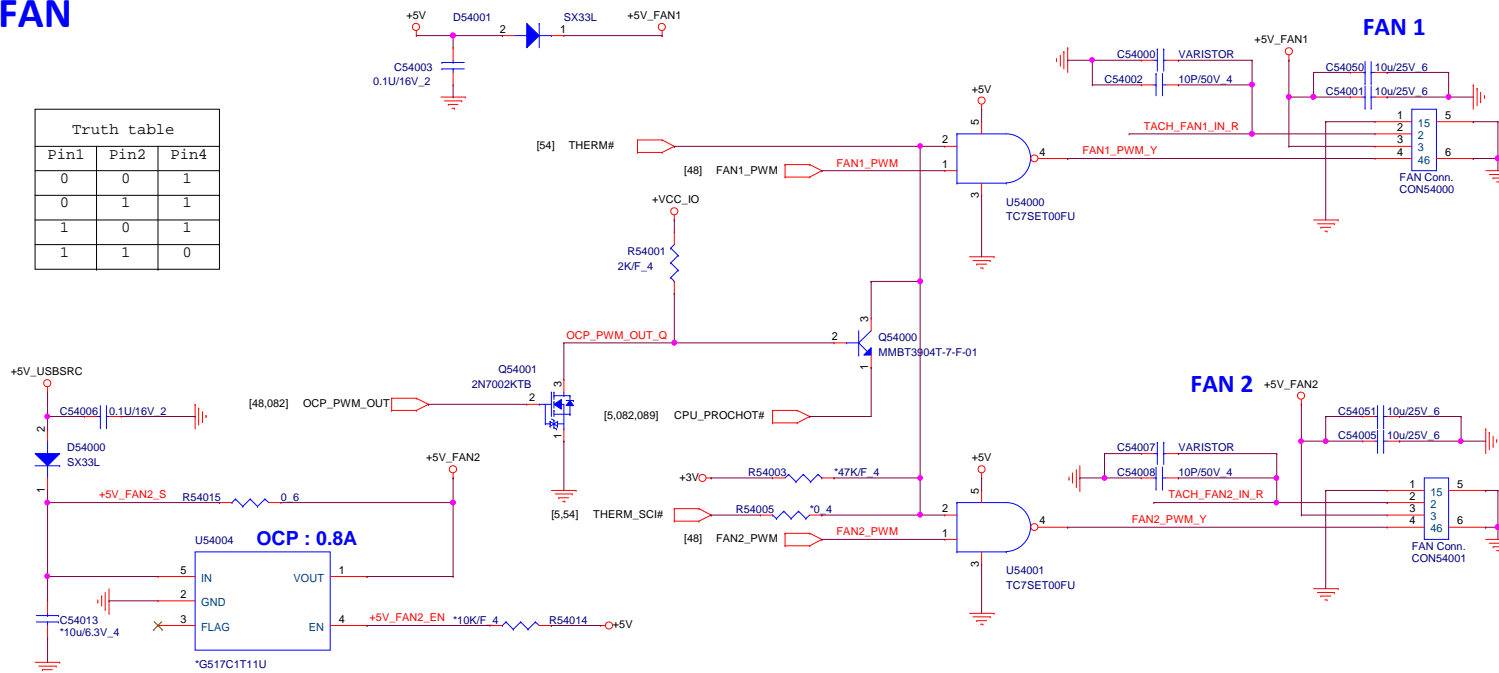 FAN
+5V D54001 SX33L +5V_FAN1
2 1
C54003
0.1U/16V_2
FAN 1
+5V_FAN1
C54000 VARISTOR
C54002 10P/50V_4
C54050 10u/25V_6
C54001 10u/25V_6
Truth table
Pin1 Pin2 Pin4
0 0 1
0 1 1
1 0 1
1 1 0
+5V
5
[54] THERM# 2
[48] FAN1_PWM FAN1_PWM 1
4 FAN1_PWM_Y
3
U54000
TC7SET00FU
TACH_FAN1_IN_R
1 15 5
2 2
3 3
4 46 6
FAN Conn.
CON54000
+VCC_IO
R54001
2K/F_4
OCP_PWM_OUT_Q 2
3
Q54000
MMBT3904T-7-F-01
1
Q54001
2N7002KTB
3
[48,082] OCP_PWM_OUT 2
1
[5,082,089] CPU_PROCHOT#
+5V_USBSRC
C54006 0.1U/16V_2
2
D54000
SX33L
1
+5V_FAN2
+5V_FAN2_S R54015 0_6
U54004 OCP : 0.8A
5 IN VOUT 1
2 GND
3 FLAG EN 4
+5V_FAN2_EN *10K/F_4 R54014 +5V
C54013
*10u/6.3V_4
*G517C1T11U
FAN 2 +5V_FAN2
C54051 10u/25V_6
C54005 10u/25V_6
C54007 VARISTOR
C54008 10P/50V_4
+5V
5
+3V R54003 *47K/F_4
[5,54] THERM_SCI# R54005 *0_4 2
[48] FAN2_PWM FAN2_PWM 1
4 FAN2_PWM_Y
3
U54001
TC7SET00FU
TACH_FAN2_IN_R
1 15 5
2 2
3 3
4 46 6
FAN Conn.
CON54001